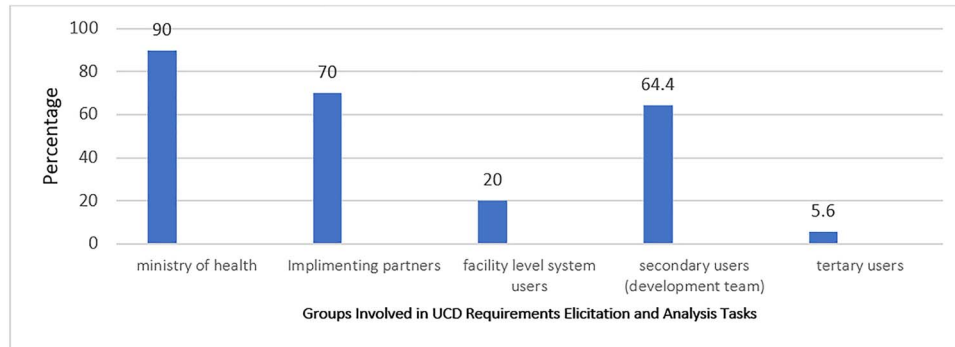 Percentage
100
80
60
40
20
0
90
70
20
64.4
5.6
ministry of health
Implimenting partners
facility level system
users
secondary users
(development team)
tertary users
Groups Involved in UCD Requirements Elicitation and Analysis Tasks